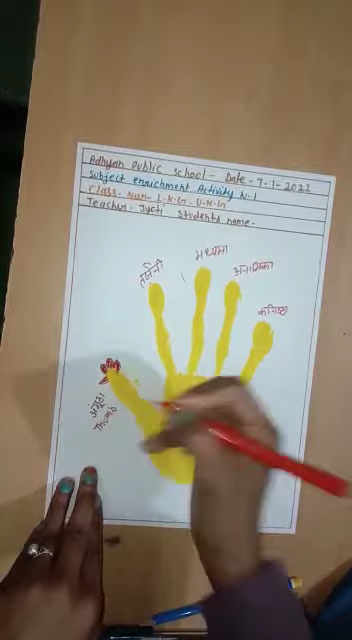 Adhyan Public School - Date - 7-1-2022
Subject enrichment Activity N.1
Class - Nur - L.K.G - U.K.G
Teacher - Jyoti Students name -
मध्यमा
तर्जनी
अनामिका
कनिष्ठा
अंगूठा
Thumb